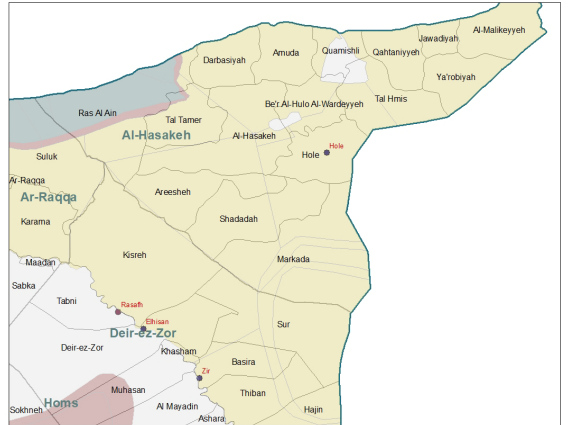 Al-Malikeyyeh
Jawadiyah
Quamishli
Amuda
Qahtaniyyeh
Darbasiyah
Ya'robiyah
Tal Hmis
Be'r Al-Hulo Al-Wardeyyeh
Ras Al Ain
Tal Tamer
Al-Hasakeh
Al-Hasakeh
Hole
Hole
Suluk
Ar-Raqqa
Ar-Raqqa
Areesheh
Karama
Shadadah
Kisreh
Markada
Maadan
Sabka
Tabni
Rasafh
Elhisan
Sur
Deir-ez-Zor
Deir-ez-Zor
Khasham
Basira
Zir
Muhasan
Thiban
Homs
Sokhneh
Al Mayadin
Hajin
Ashara